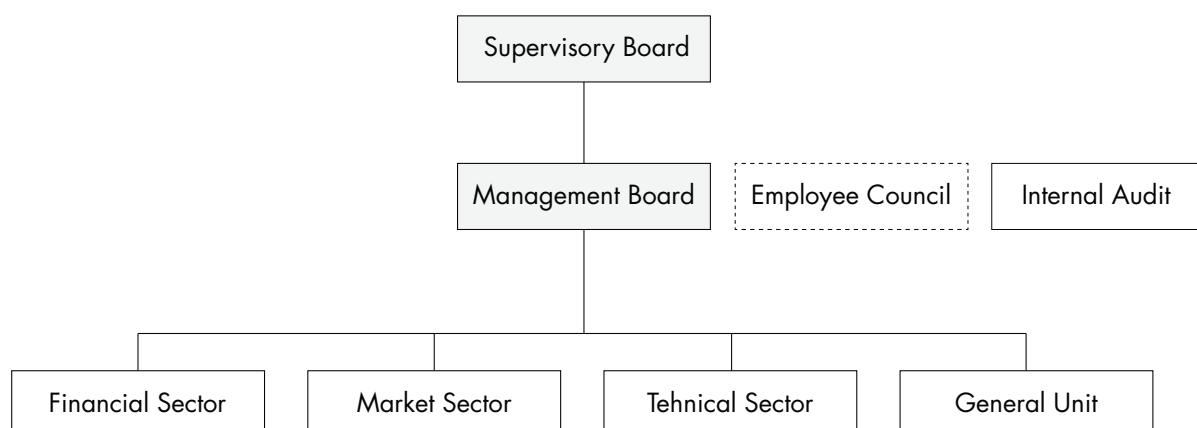 Supervisory Board
Management Board
Employee Council
Internal Audit
Financial Sector
Market Sector
Tehnical Sector
General Unit